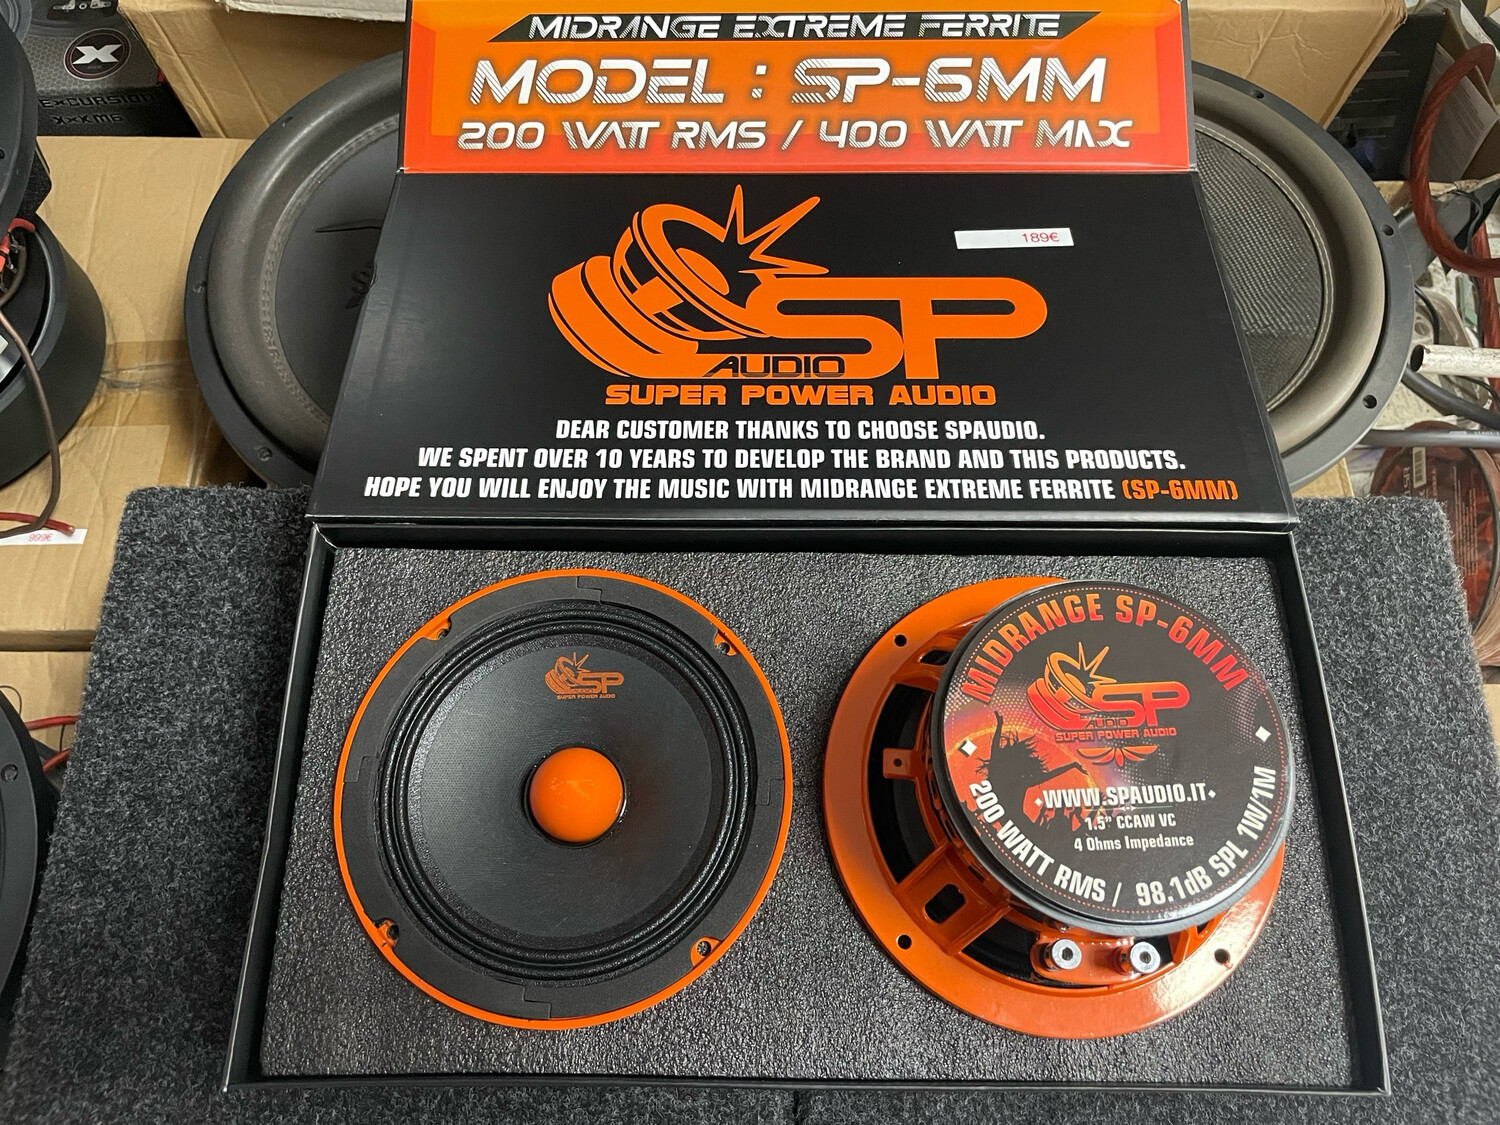 MIDRANGE EXTREME FERRITE
MODEL : SP-6MM
200 WATT RMS / 400 WATT MAX
X
EXCURSION
XXX M6
189€
SP
AUDIO
SUPER POWER AUDIO
DEAR CUSTOMER THANKS TO CHOOSE SPAUDIO.
WE SPENT OVER 10 YEARS TO DEVELOP THE BRAND AND THIS PRODUCTS.
HOPE YOU WILL ENJOY THE MUSIC WITH MIDRANGE EXTREME FERRITE (SP-6MM)
999€
SP
AUDIO
SUPER POWER AUDIO
MIDRANGE SP-6MM
SP
AUDIO
SUPER POWER AUDIO
WWW.SPAUDIO.IT
1.5" CCAW VC
4 Ohms Impedance
200 WATT RMS / 98.1dB SPL 1W/1M